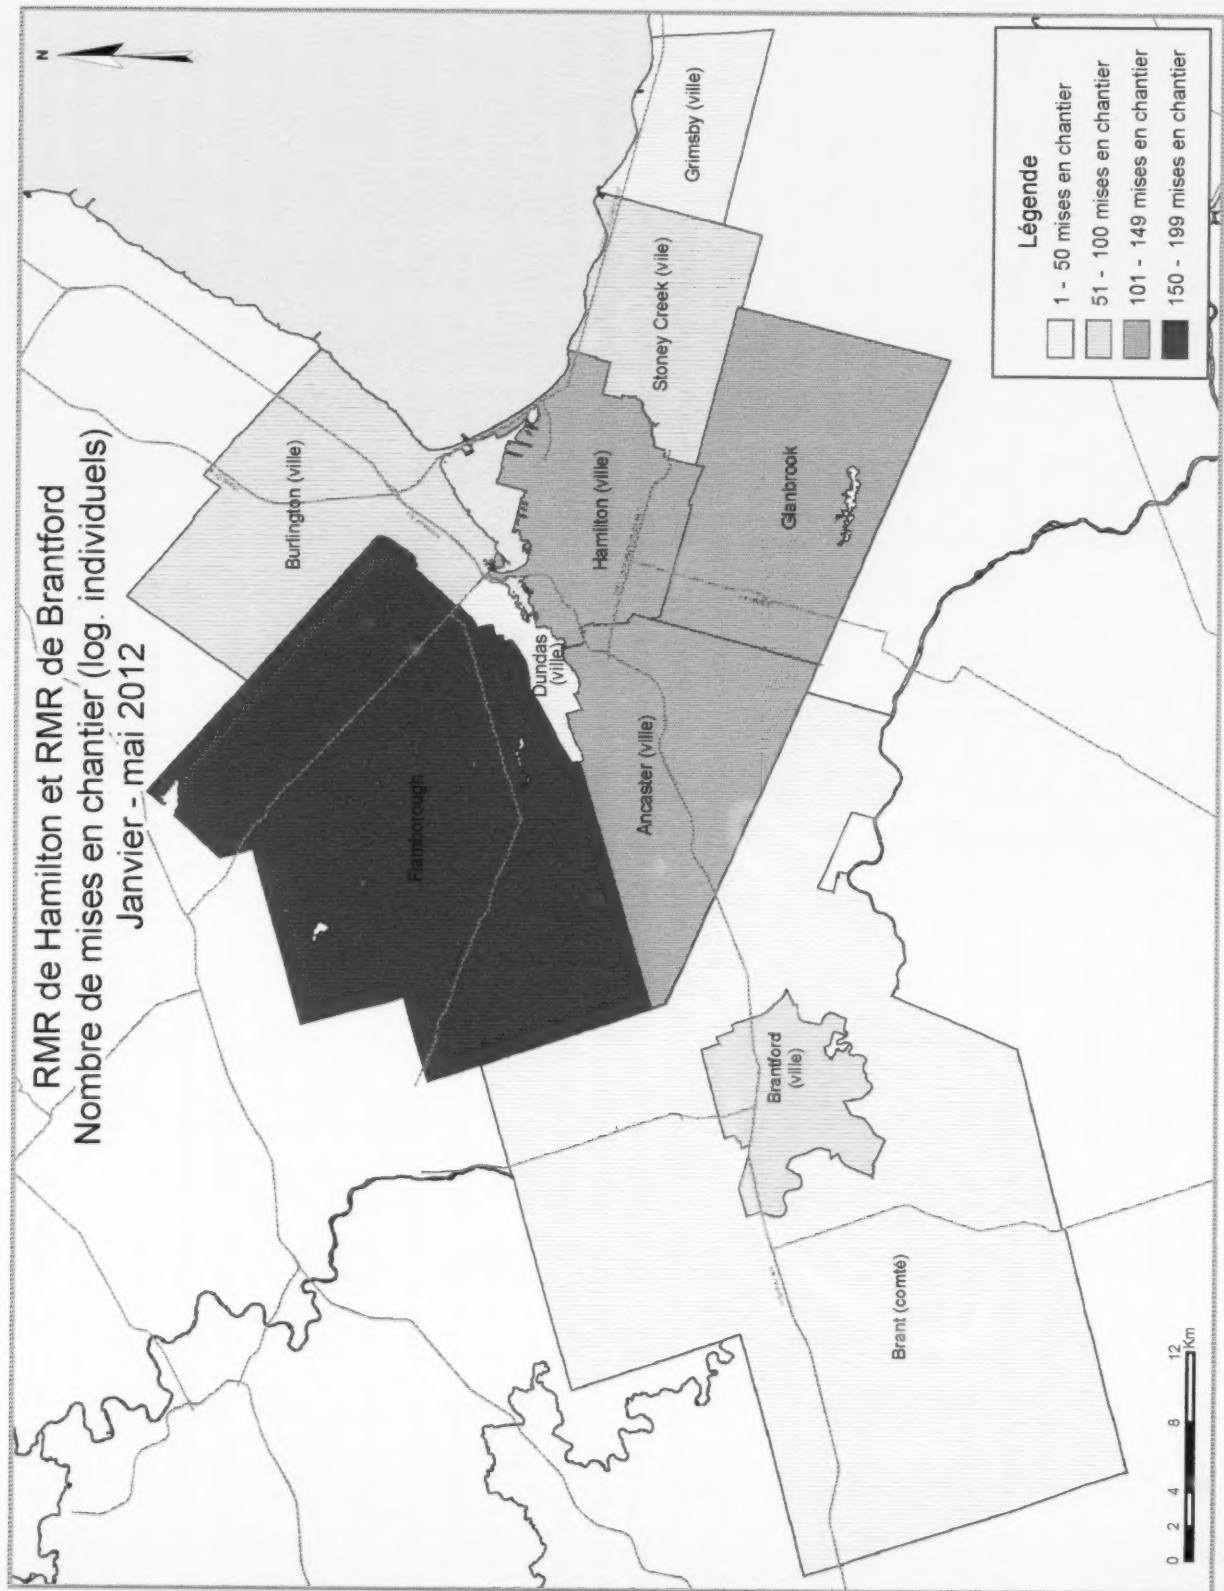 RMR de Hamilton et RMR de Brantford
Nombre de mises en chantier (log. individuels)
Janvier - mai 2012
N
Burlington (ville)
Flamborough
Dundas
(ville)
Hamilton (ville)
Stoney Creek (vile)
Grimsby (ville)
Ancaster (ville)
Glanbrook
Brantford
(ville)
Brant (comté)
Légende
1 - 50 mises en chantier
51 - 100 mises en chantier
101 - 149 mises en chantier
150 - 199 mises en chantier
0 2 4 8 12
Km